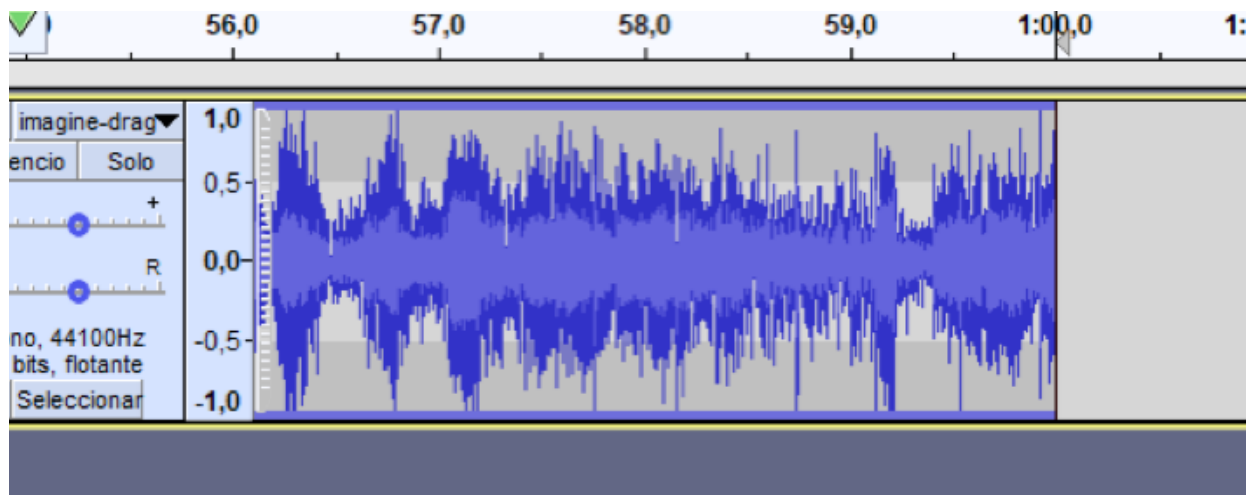 56,0 57,0 58,0 59,0 1:00,0 1:
imagine-drag
encio Solo
+
R
no, 44100Hz
bits, flotante
Seleccionar
1,0
0,5
0,0
-0,5
-1,0